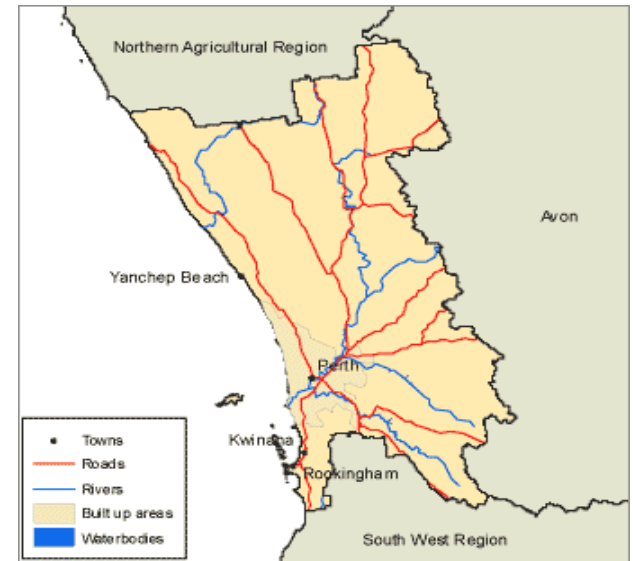 Northern Agricultural Region
Avon
Yanchep Beach
Perth
Kwinana
Rockingham
South West Region
Towns
Roads
Rivers
Built up areas
Waterbodies